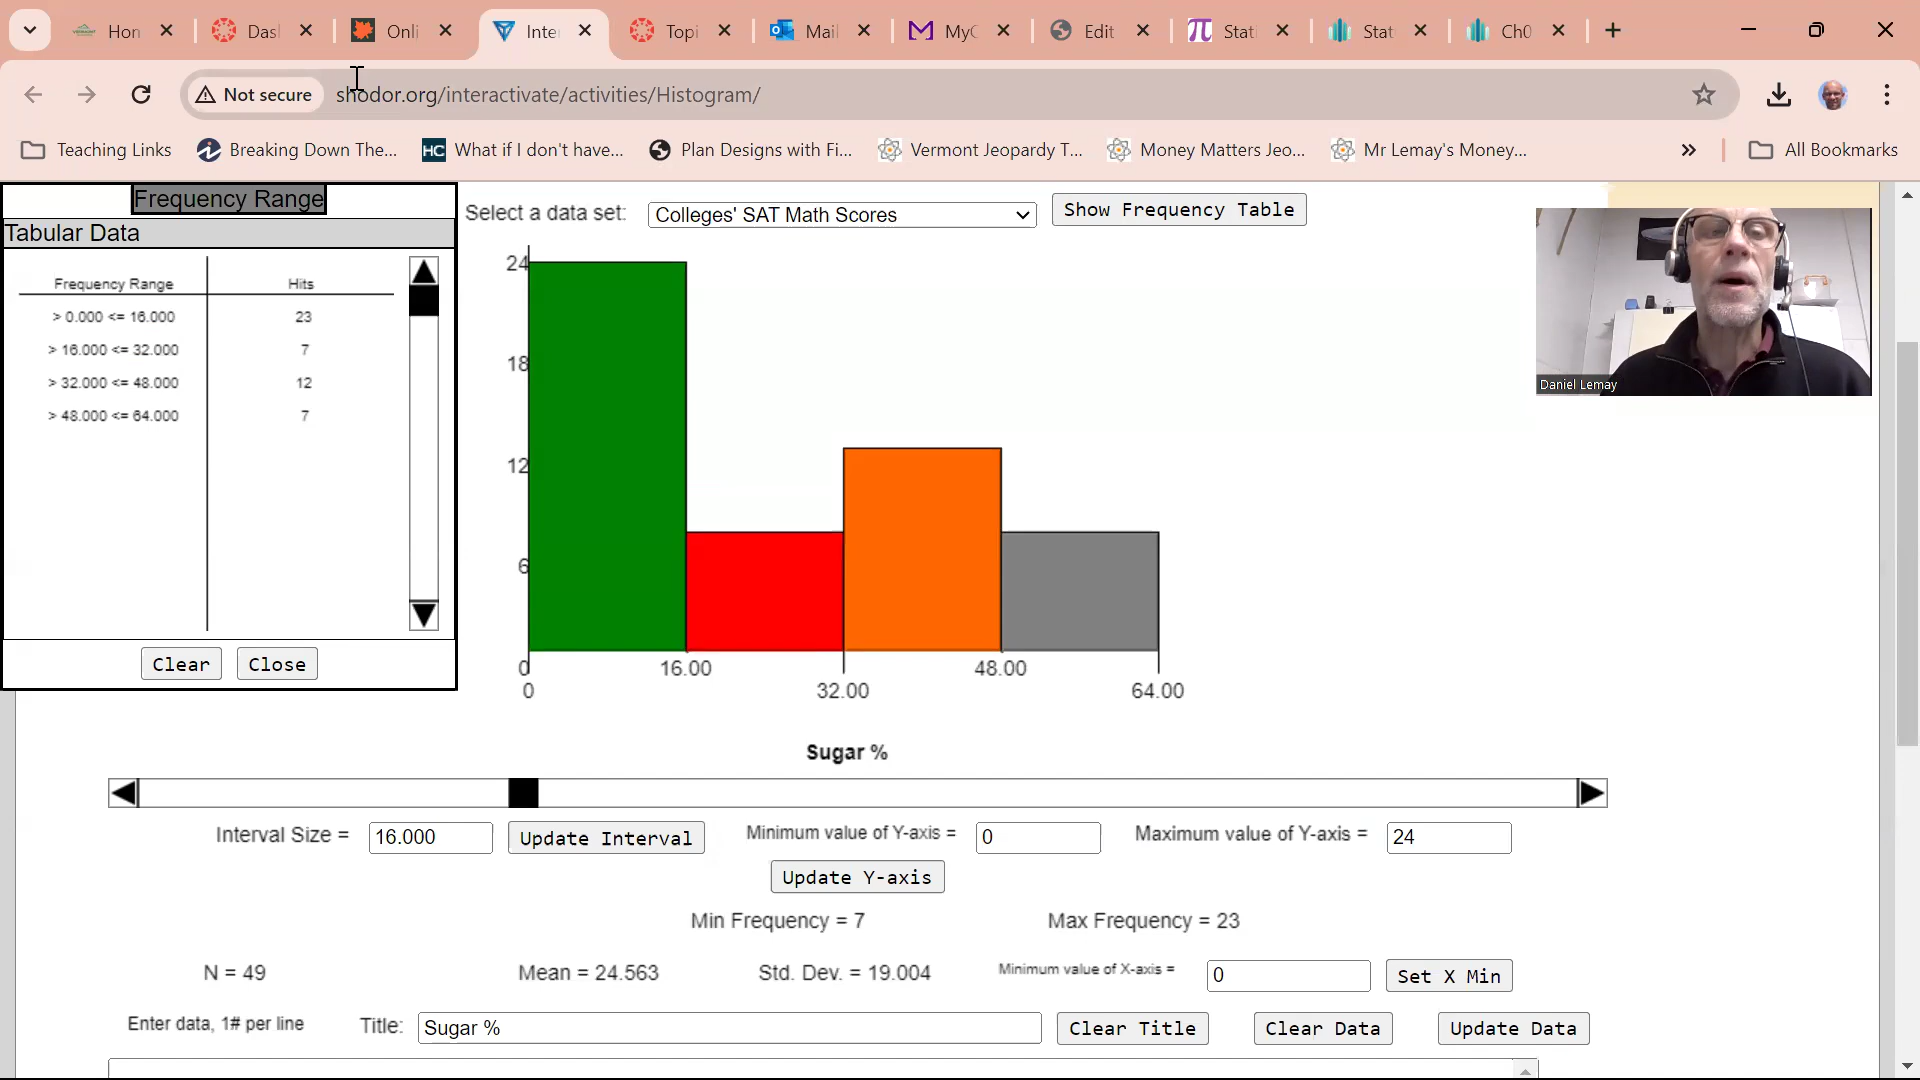 Hon
Das
Onli
Inte
Topi
Mail
MyC
Edit
Stati
Stat
Ch0
Not secure
shodor.org/interactivate/activities/Histogram/
Teaching Links
Breaking Down The...
What if I don't have...
Plan Designs with Fi...
Vermont Jeopardy T...
Money Matters Jeo...
Mr Lemay's Money...
»
All Bookmarks
Frequency Range
Tabular Data
Frequency Range Hits
> 0.000 <= 16.000 23
> 16.000 <= 32.000 7
> 32.000 <= 48.000 12
> 48.000 <= 64.000 7
Clear Close
Select a data set: Colleges' SAT Math Scores Show Frequency Table
24
18
12
6
0
0 16.00 32.00 48.00 64.00
Sugar %
Daniel Lemay
Interval Size = 16.000 Update Interval Minimum value of Y-axis = 0 Maximum value of Y-axis = 24
Update Y-axis
Min Frequency = 7 Max Frequency = 23
N = 49 Mean = 24.563 Std. Dev. = 19.004 Minimum value of X-axis = 0 Set X Min
Enter data, 1# per line Title: Sugar % Clear Title Clear Data Update Data